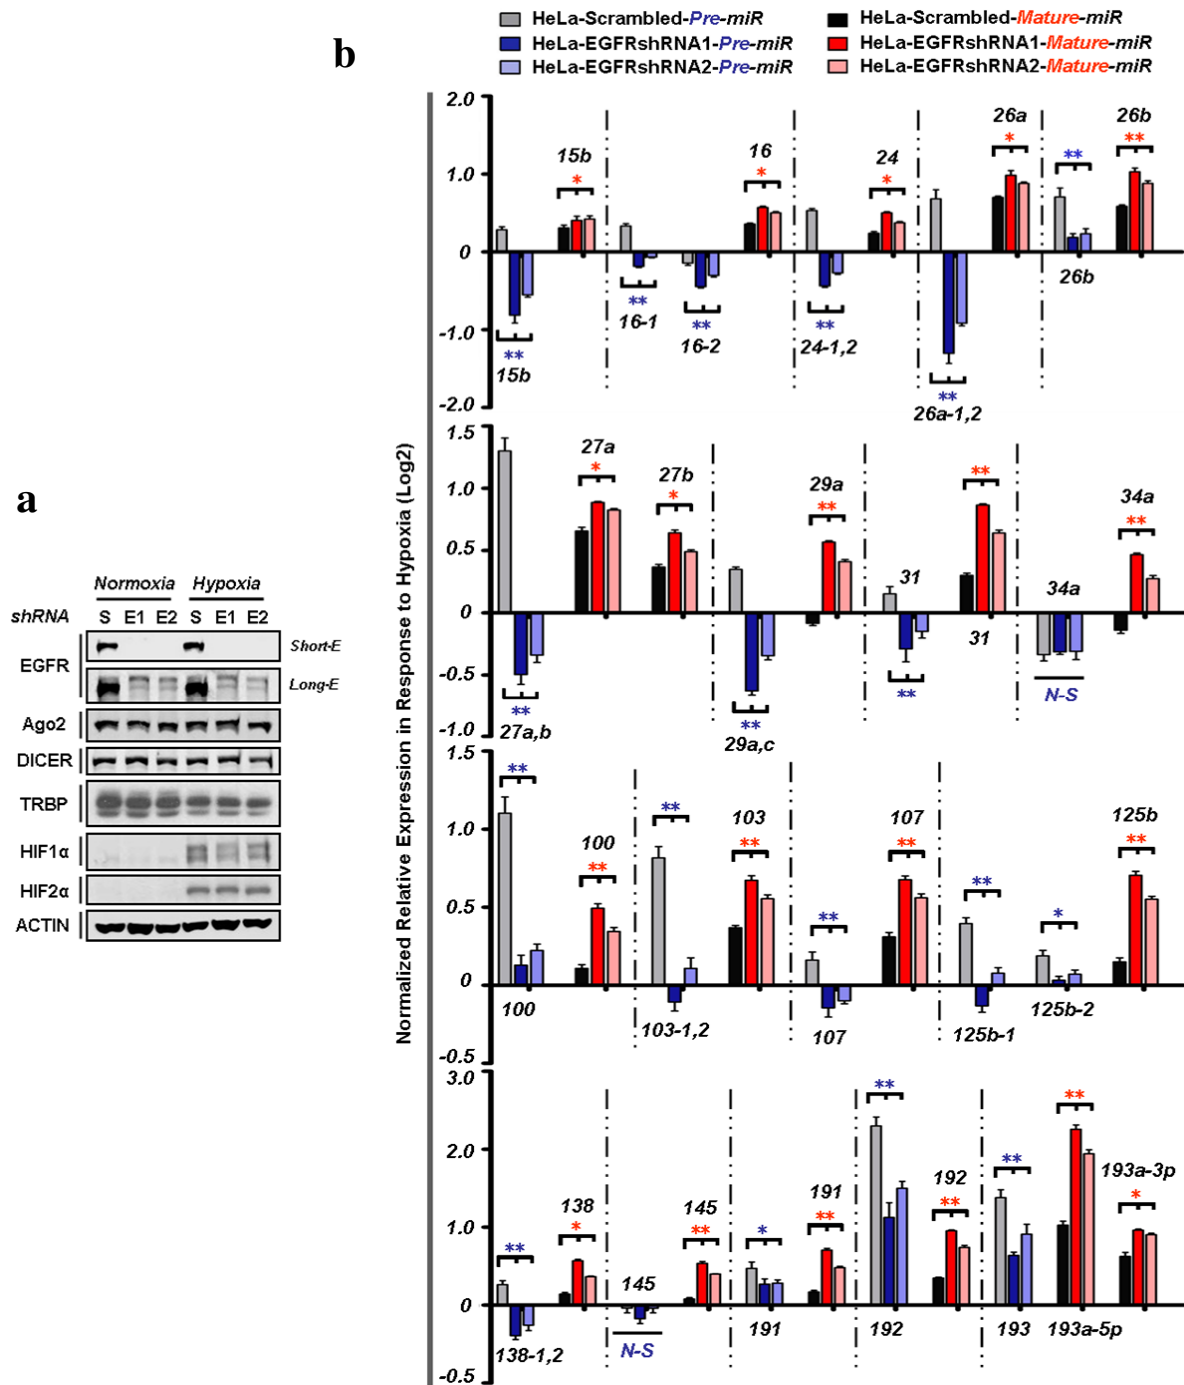 HeLa-Scrambled-Pre-miR
HeLa-EGFRshRNA1-Pre-miR
HeLa-EGFRshRNA2-Pre-miR
HeLa-Scrambled-Mature-miR
HeLa-EGFRshRNA1-Mature-miR
HeLa-EGFRshRNA2-Mature-miR
a
Normoxia Hypoxia
shRNA S E1 E2 S E1 E2
EGFR
Short-E
Long-E
Ago2
DICER
TRBP
HIF1α
HIF2α
ACTIN
b
Normalized Relative Expression in Response to Hypoxia (Log2)
2.0
1.0
0
-1.0
-2.0
15b * 16 * 24 * 26a * 26b **
**
** 15b
** 16-1
** 16-2
** 24-1,2
** 26a-1,2
26b
1.5
1.0
0.5
0
-0.5
-1.0
27a * 27b * 29a ** 31 ** 34a 34a **
** 27a,b
** 29a,c
**
31
N-S
1.5
1.0
0.5
0
-0.5
** 100 ** ** 103 ** ** 107 ** ** * 125b **
100 103-1,2 107 125b-1 125b-2
3.0
2.0
1.0
0
-0.5
** 138 * 145 145 ** * 191 ** ** 192 ** ** ** 193a-3p *
138-1,2 N-S 191 192 193 193a-5p